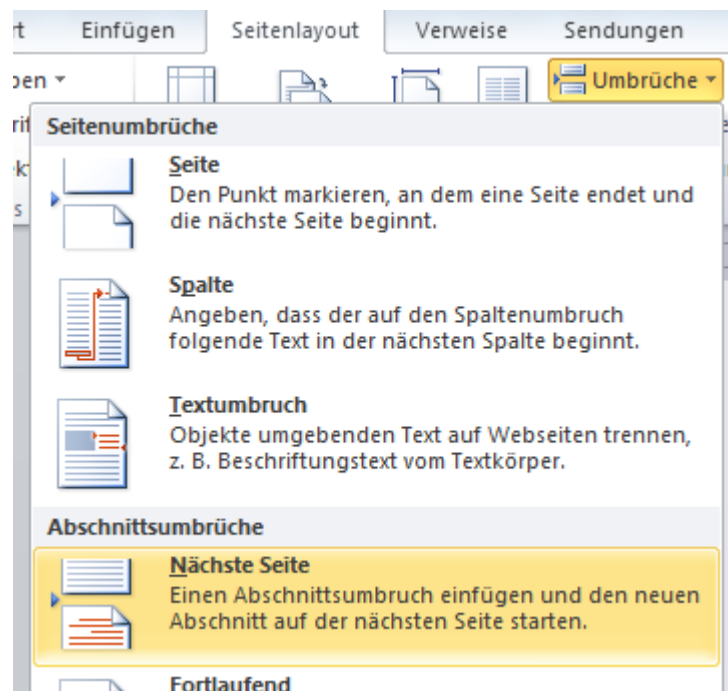 Einfügen Seitenlayout Verweise Sendungen
Umbrüche
Seitenumbrüche
Seite
Den Punkt markieren, an dem eine Seite endet und
die nächste Seite beginnt.
Spalte
Angeben, dass der auf den Spaltenumbruch
folgende Text in der nächsten Spalte beginnt.
Textumbruch
Objekte umgebenden Text auf Webseiten trennen,
z. B. Beschriftungstext vom Textkörper.
Abschnittsumbrüche
Nächste Seite
Einen Abschnittsumbruch einfügen und den neuen
Abschnitt auf der nächsten Seite starten.
Fortlaufend